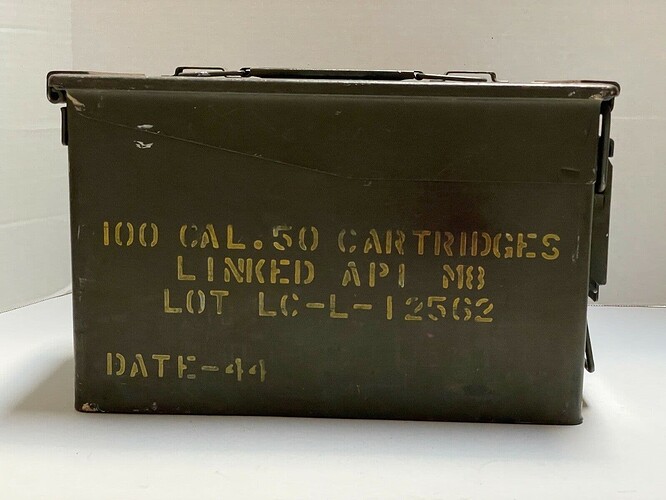 100 CAL.50 CARTRIDGES
LINKED API M8
LOT LC-L-12562
DATE-44